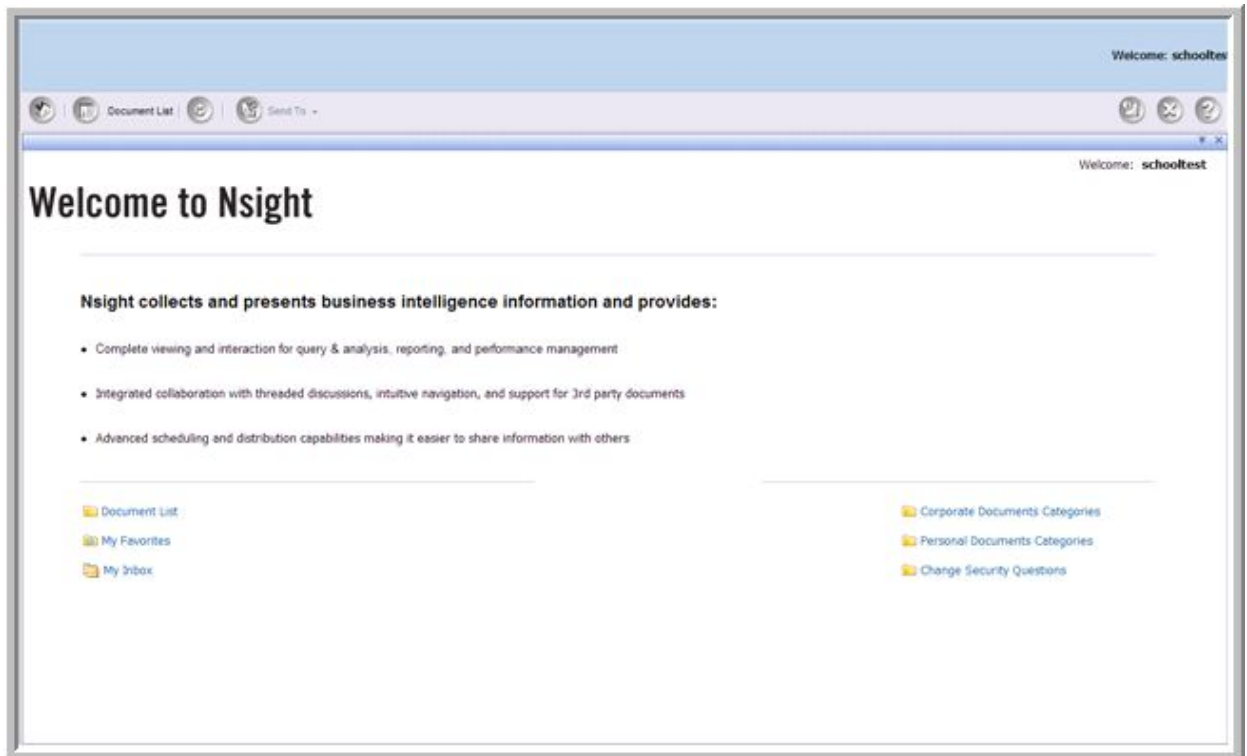 Welcome: schooltes
Document List Send To
Welcome: schooltest
Welcome to Nsight
Nsight collects and presents business intelligence information and provides:
• Complete viewing and interaction for query & analysis, reporting, and performance management
• Integrated collaboration with threaded discussions, intuitive navigation, and support for 3rd party documents
• Advanced scheduling and distribution capabilities making it easier to share information with others
Document List
My Favorites
My Inbox
Corporate Documents Categories
Personal Documents Categories
Change Security Questions